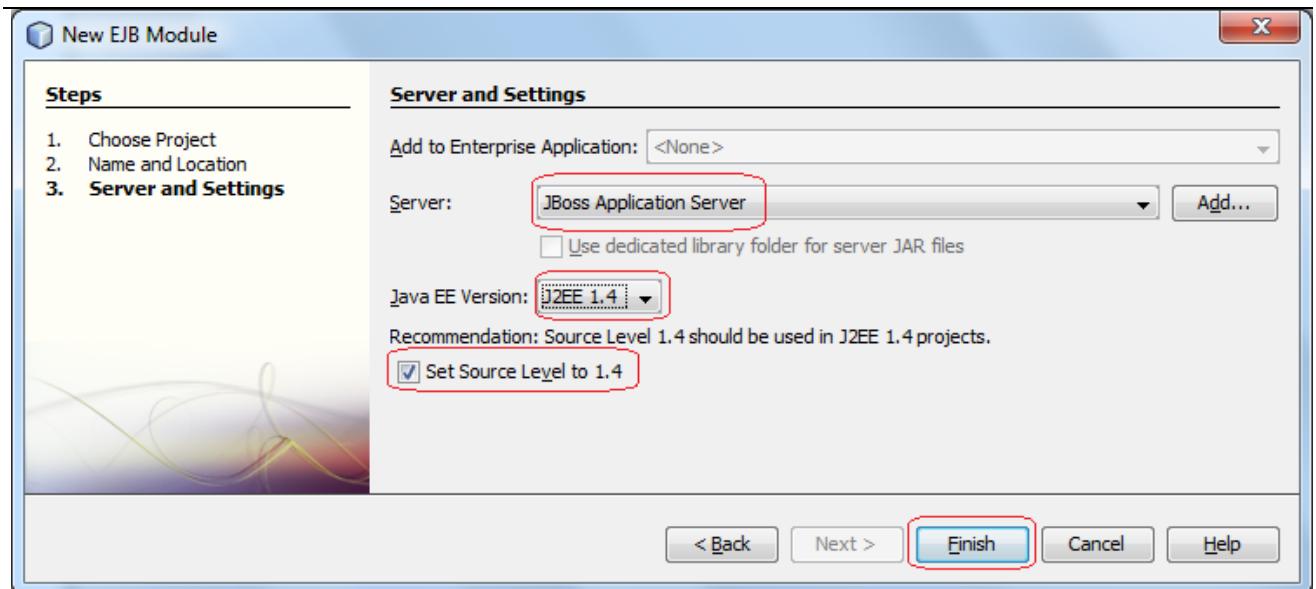 New EJB Module
Steps
1. Choose Project
2. Name and Location
3. Server and Settings
Server and Settings
Add to Enterprise Application: <None>
Server: JBoss Application Server Add...
Use dedicated library folder for server JAR files
Java EE Version: J2EE 1.4
Recommendation: Source Level 1.4 should be used in J2EE 1.4 projects.
Set Source Level to 1.4
< Back Next > Finish Cancel Help